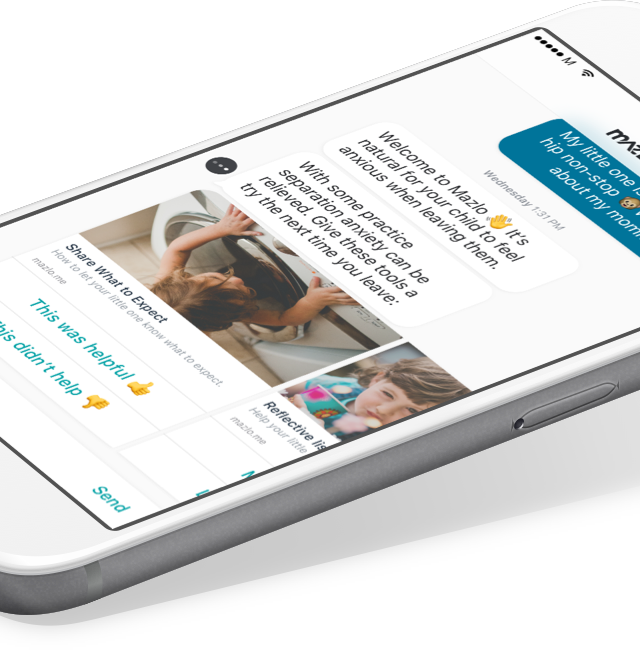 M
Wednesday 1:31 PM
My little one
hip non-stop
about my mom
Welcome to Mazlo 👋 It's
natural for your child to feel
anxious when leaving them.
With some practice
separation anxiety can be
relieved. Give these tools a
try the next time you leave:
Share What to Expect
How to let your little one know what to expect.
mazlo.me
This was helpful 👍
his didn't help 👎
Reflective lis
Help your little
mazlo.me
Send